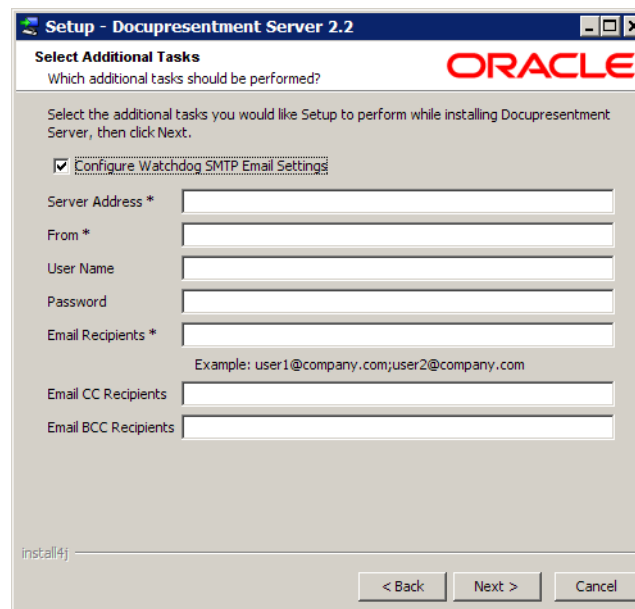 Setup - Docupresentment Server 2.2
Select Additional Tasks
Which additional tasks should be performed?
ORACLE
Select the additional tasks you would like Setup to perform while installing Docupresentment
Server, then click Next.
Configure Watchdog SMTP Email Settings
Server Address *
From *
User Name
Password
Email Recipients *
Example: user1@company.com;user2@company.com
Email CC Recipients
Email BCC Recipients
install4j
< Back
Next >
Cancel